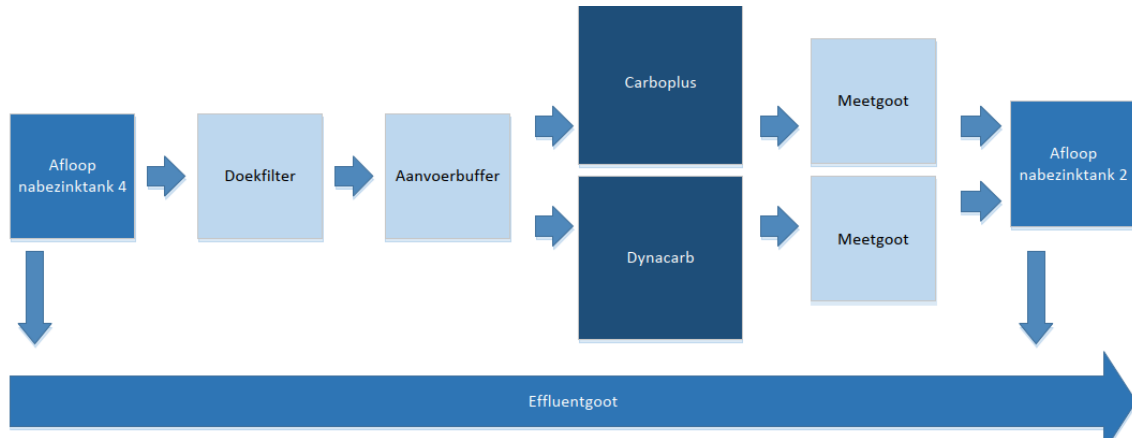 Carboplus
Meetgoot
Afloop
nabezinktank 4
Doekfilter
Aanvoerbuffer
Afloop
nabezinktank 2
Dynacarb
Meetgoot
Effluentgoot